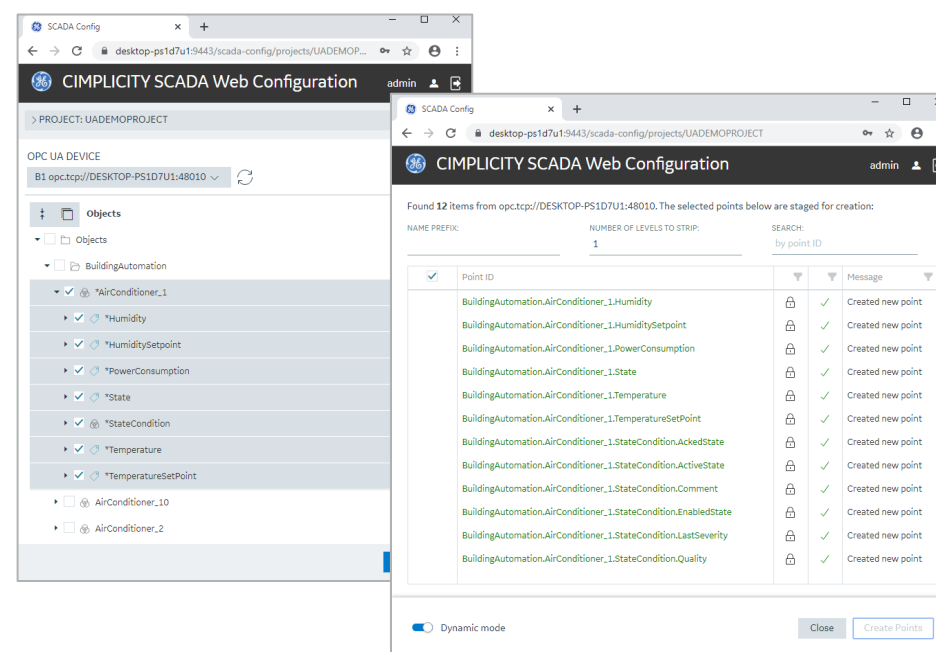 SCADA Config
desktop-ps1d7u1:9443/scada-config/projects/UADEMOP...
CIMPLICITY SCADA Web Configuration
admin
PROJECT: UADEMOPROJECT
OPC UA DEVICE
B1 opc.tcp://DESKTOP-PS1D7U1:48010
Objects
Objects
BuildingAutomation
*AirConditioner_1
*Humidity
*HumiditySetpoint
*PowerConsumption
*State
*StateCondition
*Temperature
*TemperatureSetPoint
AirConditioner_10
AirConditioner_2
SCADA Config
desktop-ps1d7u1:9443/scada-config/projects/UADEMOPROJECT
CIMPLICITY SCADA Web Configuration
admin
Found 12 items from opc.tcp://DESKTOP-PS1D7U1:48010. The selected points below are staged for creation:
NAME PREFIX: NUMBER OF LEVELS TO STRIP: SEARCH:
1 by point ID
Point ID Message
BuildingAutomation.AirConditioner_1.Humidity Created new point
BuildingAutomation.AirConditioner_1.HumiditySetpoint Created new point
BuildingAutomation.AirConditioner_1.PowerConsumption Created new point
BuildingAutomation.AirConditioner_1.State Created new point
BuildingAutomation.AirConditioner_1.Temperature Created new point
BuildingAutomation.AirConditioner_1.TemperatureSetPoint Created new point
BuildingAutomation.AirConditioner_1.StateCondition.AckedState Created new point
BuildingAutomation.AirConditioner_1.StateCondition.ActiveState Created new point
BuildingAutomation.AirConditioner_1.StateCondition.Comment Created new point
BuildingAutomation.AirConditioner_1.StateCondition.EnabledState Created new point
BuildingAutomation.AirConditioner_1.StateCondition.LastSeverity Created new point
BuildingAutomation.AirConditioner_1.StateCondition.Quality Created new point
Dynamic mode Close Create Points